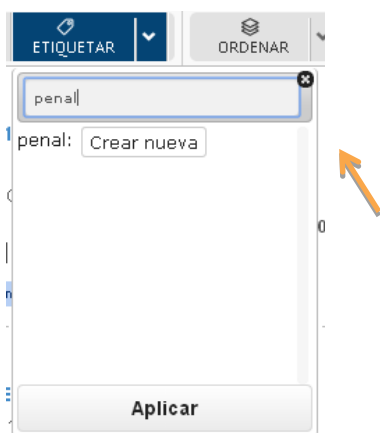 ETIQUETAR
ORDENAR
penal
penal: Crear nueva
Aplicar